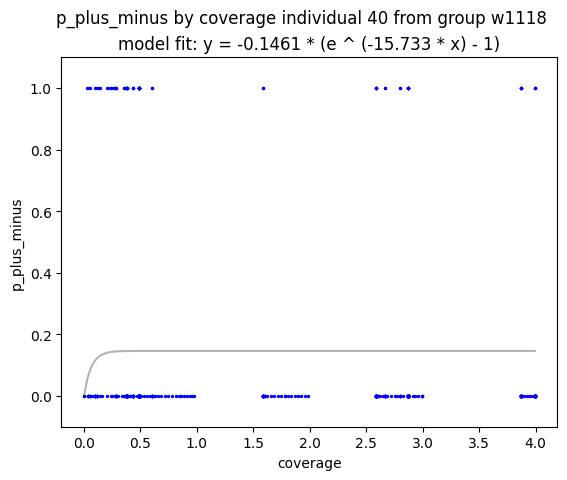 p_plus_minus by coverage individual 40 from group w1118
model fit: y = -0.1461 * (e ^ (-15.733 * x) - 1)
1.0
0.8
0.6
0.4
0.2
0.0
p_plus_minus
0.0 0.5 1.0 1.5 2.0 2.5 3.0 3.5 4.0
coverage